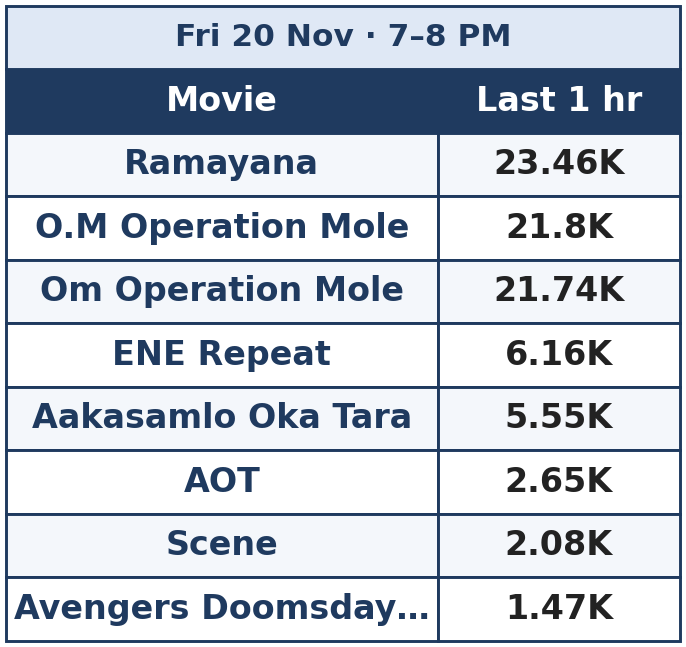 Fri 20 Nov · 7–8 PM
Movie Last 1 hr
Ramayana 23.46K
O.M Operation Mole 21.8K
Om Operation Mole 21.74K
ENE Repeat 6.16K
Aakasamlo Oka Tara 5.55K
AOT 2.65K
Scene 2.08K
Avengers Doomsday... 1.47K